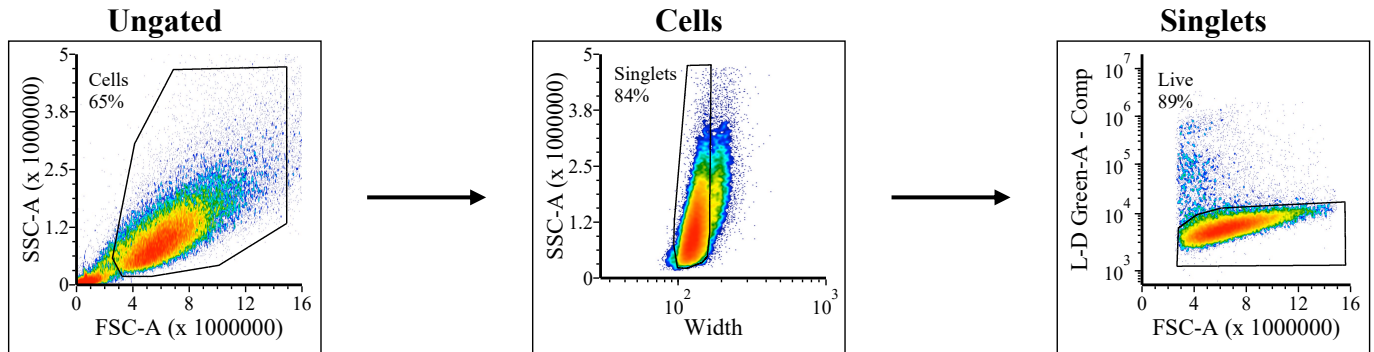 Ungated
Cells
Singlets
Cells
65%
SSC-A (x 1000000)
5
3.8
2.5
1.2
0
0 4 8 12 16
FSC-A (x 1000000)
Singlets
84%
SSC-A (x 1000000)
5
3.8
2.5
1.2
0
10^2 10^3
Width
Live
89%
L-D Green-A - Comp
10^7
10^6
10^5
10^4
10^3
0 4 8 12 16
FSC-A (x 1000000)